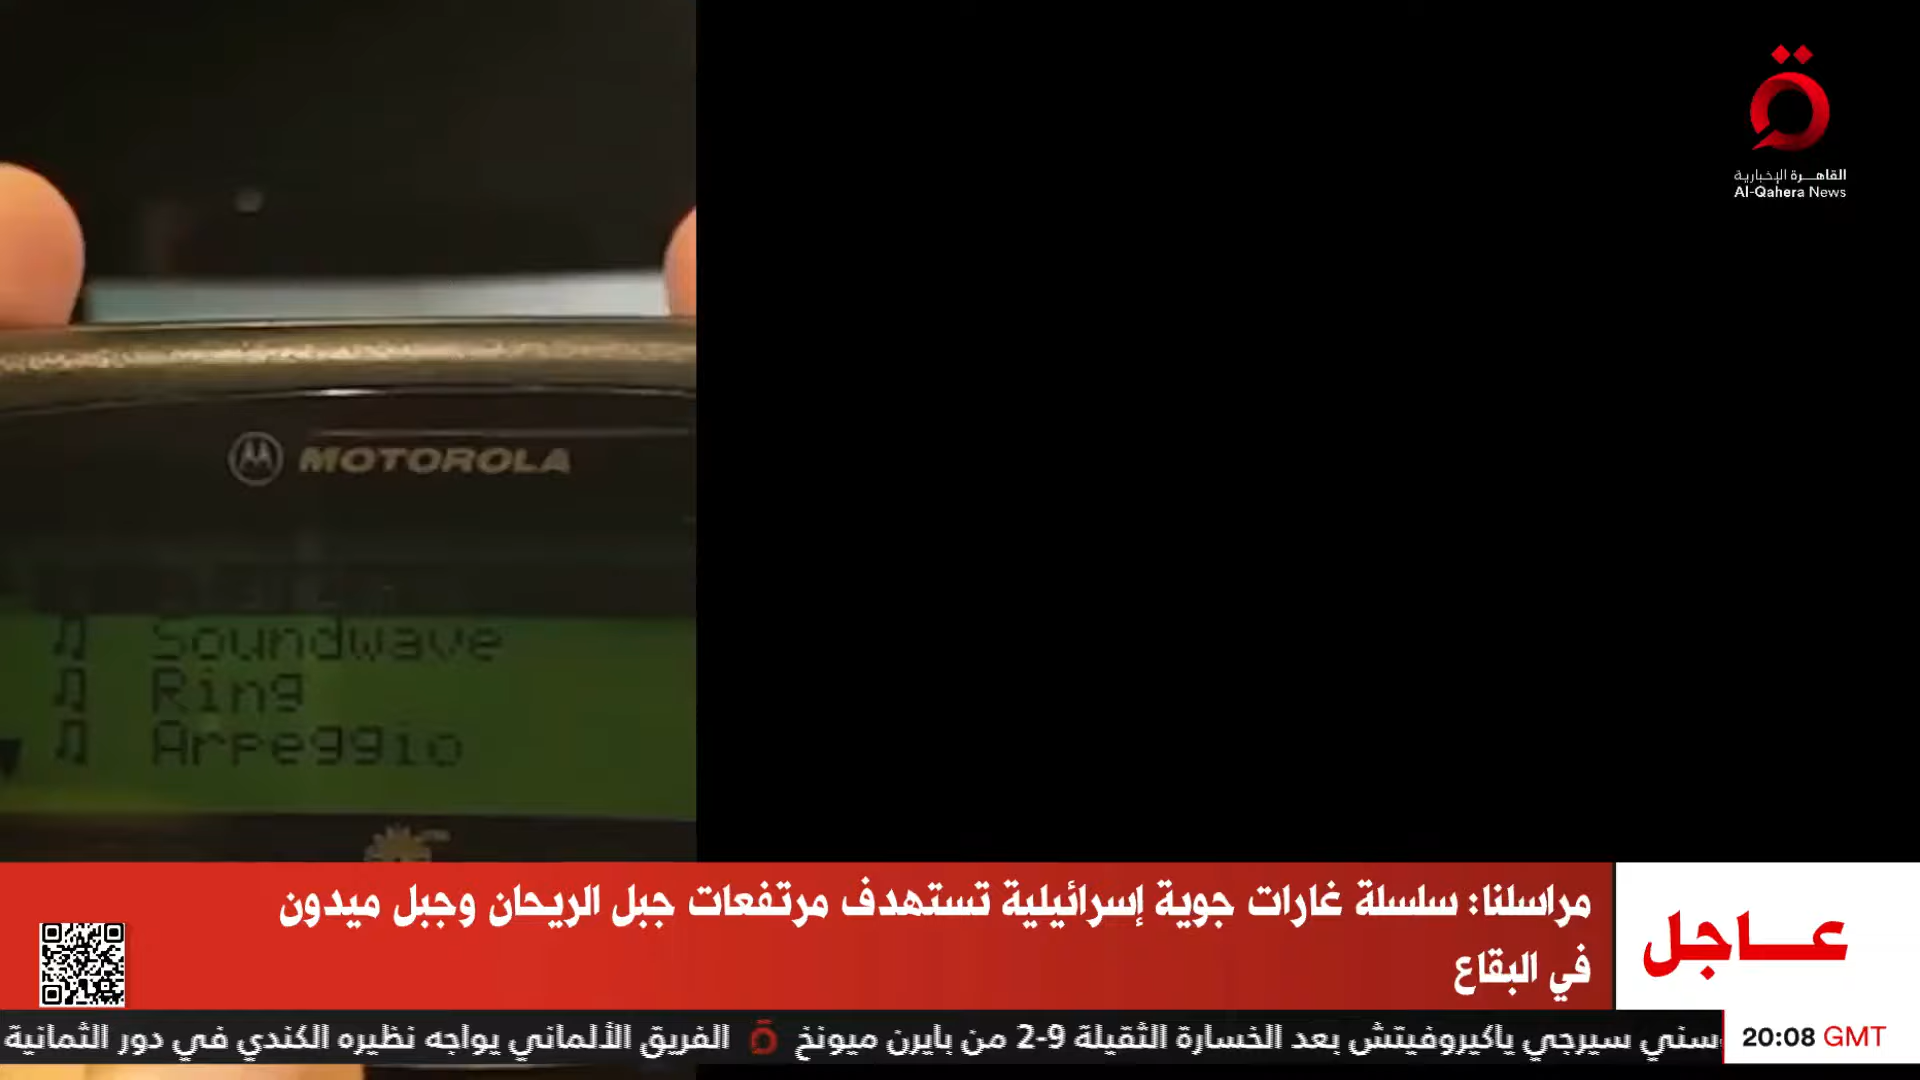 القاهرة الإخبارية
Al-Qahera News
MOTOROLA
Soundwave
Ring
Arpeggio
عـاجـل
مراسلنا: سلسلة غارات جوية إسرائيلية تستهدف مرتفعات جبل الريحان وجبل ميدون
في البقاع
سيرجي ياكيروفيتش بعد الخسارة الثقيلة 9-2 من بايرن ميونخ الفريق الألماني يواجه نظيره الكندي في دور الثمانية
20:08 GMT